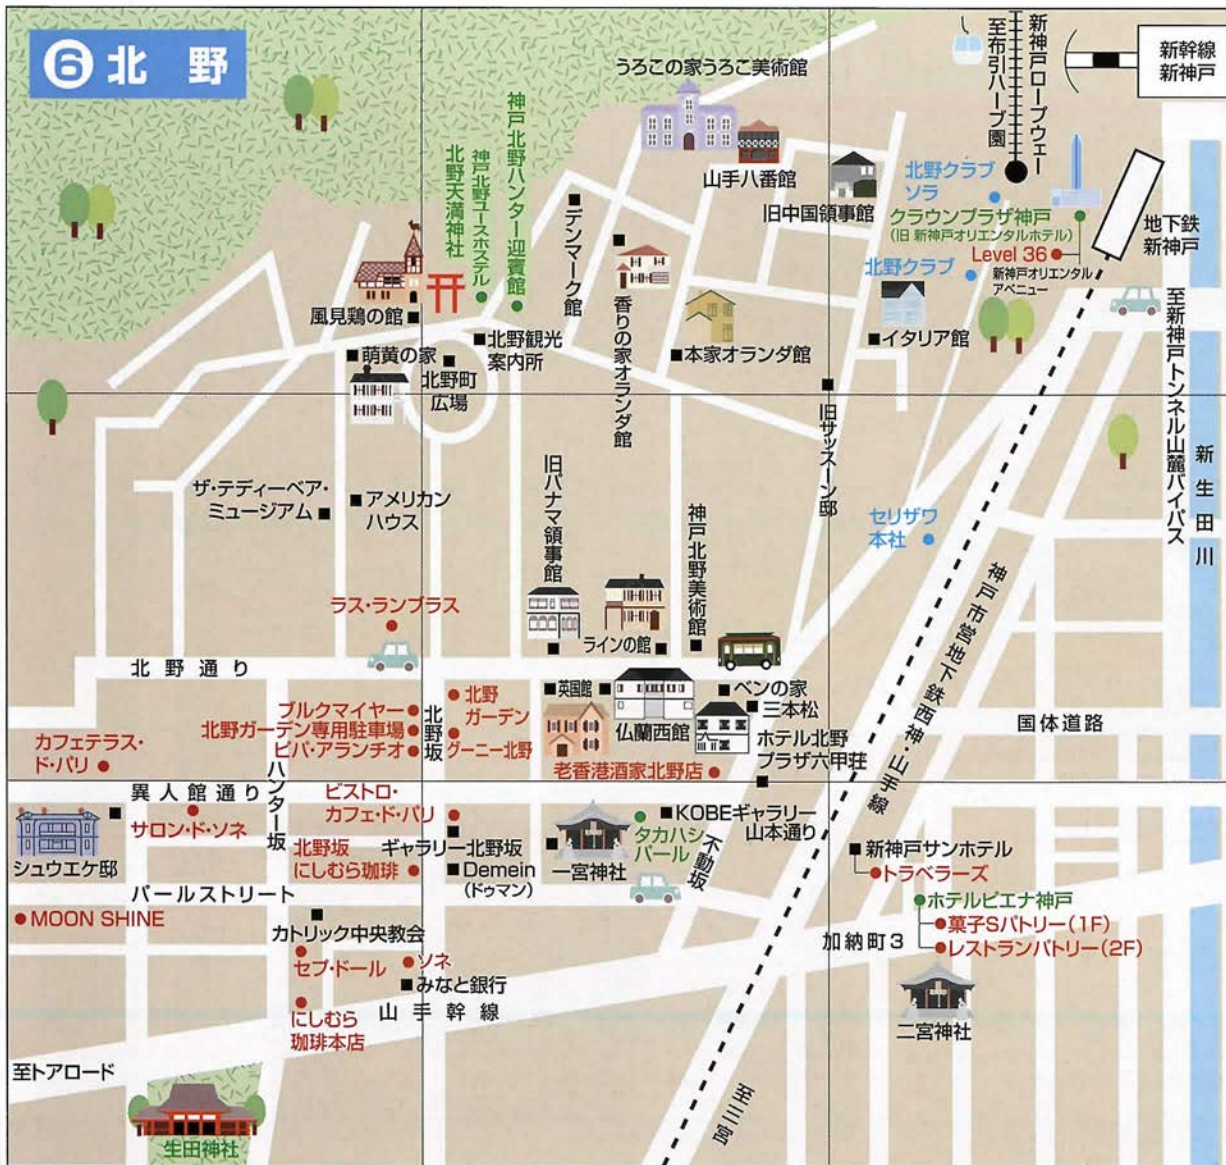 ⑥北野
新幹線
新神戸
新神戸ロープウェー
至布引ハーブ園
うろこの家うろこ美術館
山手八番館
旧中国領事館
北野クラブ
ソラ
クラウンプラザ神戸
(旧 新神戸オリエンタルホテル)
Level 36
新神戸オリエンタル
アベニュー
地下鉄
新神戸
北野クラブ
イタリア館
至新神戸トンネル山麓バイパス
新生田川
神戸北野ハンター迎賓館
神戸北野ユースホステル
北野天満神社
デンマーク館
香りの家オランダ館
本家オランダ館
風見鶏の館
北野観光
案内所
萌黄の家
北野町
広場
旧サッスーン邸
ザ・テディーベア・
ミュージアム
アメリカン
ハウス
旧パナマ領事館
神戸北野美術館
セリザワ
本社
神戸市営地下鉄西神・山手線
ラス・ランブラス
ラインの館
北野通り
英国館
仏蘭西館
ベンの家
三本松
北野
ガーデン
ブルクマイヤー
北野ガーデン専用駐車場
ビバ・アランチオ
北野坂
グーニー北野
ホテル北野
プラザ六甲荘
国体道路
カフェテラス・
ド・パリ
老香港酒家北野店
ハンター坂
異人館通り
サロン・ド・ソネ
ビストロ・
カフェ・ド・パリ
シュウエケ邸
北野坂
にしむら珈琲
ギャラリー北野坂
Demein
(ドゥマン)
一宮神社
タカハシ
パール
KOBEギャラリー
山本通り
不動坂
新神戸サンホテル
トラベラーズ
パールストリート
MOON SHINE
カトリック中央教会
セプ・ドール
ソネ
みなと銀行
ホテルピエナ神戸
菓子Sパトリー(1F)
レストランパトリー(2F)
加納町3
二宮神社
にしむら
珈琲本店
山手幹線
至トアロード
生田神社
至三宮